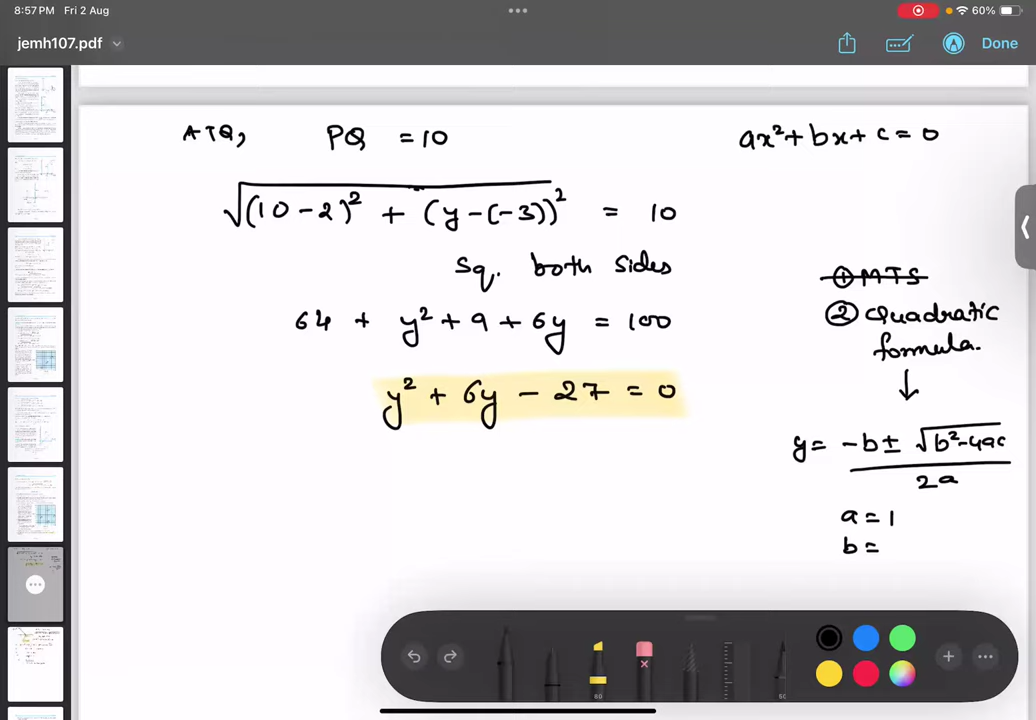 8:57 PM Fri 2 Aug
60%
jemh107.pdf
Done
ATQ, PQ = 10
ax² + bx + c = 0
√(10-2)² + (y-(-3))² = 10
sq. both sides
64 + y² + 9 + 6y = 100
y² + 6y - 27 = 0
① MTS
② quadratic
formula.
↓
y = -b ± √b²-4ac
2a
a = 1
b =
80